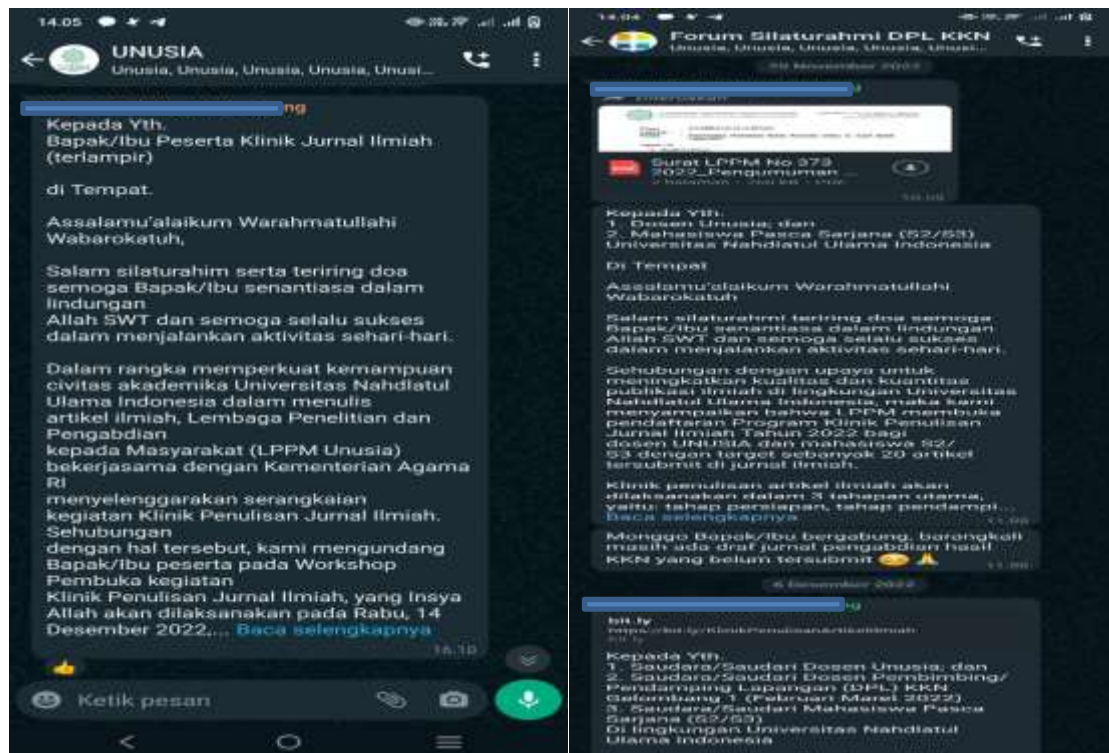 14.05
UNUSIA
Unusia, Unusia, Unusia, Unusia, Unusi...
ng
Kepada Yth.
Bapak/Ibu Peserta Klinik Jurnal Ilmiah
(terlampir)
di Tempat.
Assalamu'alaikum Warahmatullahi
Wabarokatuh,
Salam silaturahim serta teriring doa
semoga Bapak/Ibu senantiasa dalam
lindungan
Allah SWT dan semoga selalu sukses
dalam menjalankan aktivitas sehari-hari.
Dalam rangka memperkuat kemampuan
civitas akademika Universitas Nahdlatul
Ulama Indonesia dalam menulis
artikel ilmiah, Lembaga Penelitian dan
Pengabdian
kepada Masyarakat (LPPM Unusia)
bekerjasama dengan Kementerian Agama
RI
menyelenggarakan serangkaian
kegiatan Klinik Penulisan Jurnal Ilmiah.
Sehubungan
dengan hal tersebut, kami mengundang
Bapak/Ibu peserta pada Workshop
Pembuka kegiatan
Klinik Penulisan Jurnal Ilmiah, yang Insya
Allah akan dilaksanakan pada Rabu, 14
Desember 2022,... Baca selengkapnya
16.10
Ketik pesan
14.04
Forum Silaturahmi DPL KKN
Unusia, Unusia, Unusia, Unusia, Unusi...
November 2022
Diteruskan
Surat LPPM No 373
2022_Pengumuman ...
Kepada Yth.
1. Dosen Unusia; dan
2. Mahasiswa Pasca Sarjana (S2/S3)
Universitas Nahdlatul Ulama Indonesia
Di Tempat
Assalamu'alaikum Warahmatullahi
Wabarokatuh
Salam silaturahmi teriring doa semoga
Bapak/Ibu senantiasa dalam lindungan
Allah SWT dan semoga selalu sukses
dalam menjalankan aktivitas sehari-hari.
Sehubungan dengan upaya untuk
meningkatkan kualitas dan kuantitas
publikasi ilmiah di lingkungan Universitas
Nahdlatul Ulama Indonesia, maka kami
menyampaikan bahwa LPPM membuka
pendaftaran Program Klinik Penulisan
Jurnal Ilmiah Tahun 2022 bagi
dosen UNUSIA dan mahasiswa S2/
S3 dengan target sebanyak 20 artikel
tersubmit di jurnal ilmiah.
Klinik penulisan artikel ilmiah akan
dilaksanakan dalam 3 tahapan utama,
yaitu: tahap persiapan, tahap pendampi...
Baca selengkapnya
Monggo Bapak/Ibu bergabung, barangkali
masih ada draf jurnal pengabdian hasil
KKN yang belum tersubmit
6 Desember 2022
bit.ly
https://bit.ly/KlinikPenulisanArtikelIlmiah
bit.ly
Kepada Yth.
1. Saudara/Saudari Dosen Unusia; dan
2. Saudara/Saudari Dosen Pembimbing/
Pendamping Lapangan (DPL) KKN
Gelombang 1 (Februari Maret 2022)
3. Saudara/Saudari Mahasiswa Pasca
Sarjana (S2/S3)
Di lingkungan Universitas Nahdlatul
Ulama Indonesia